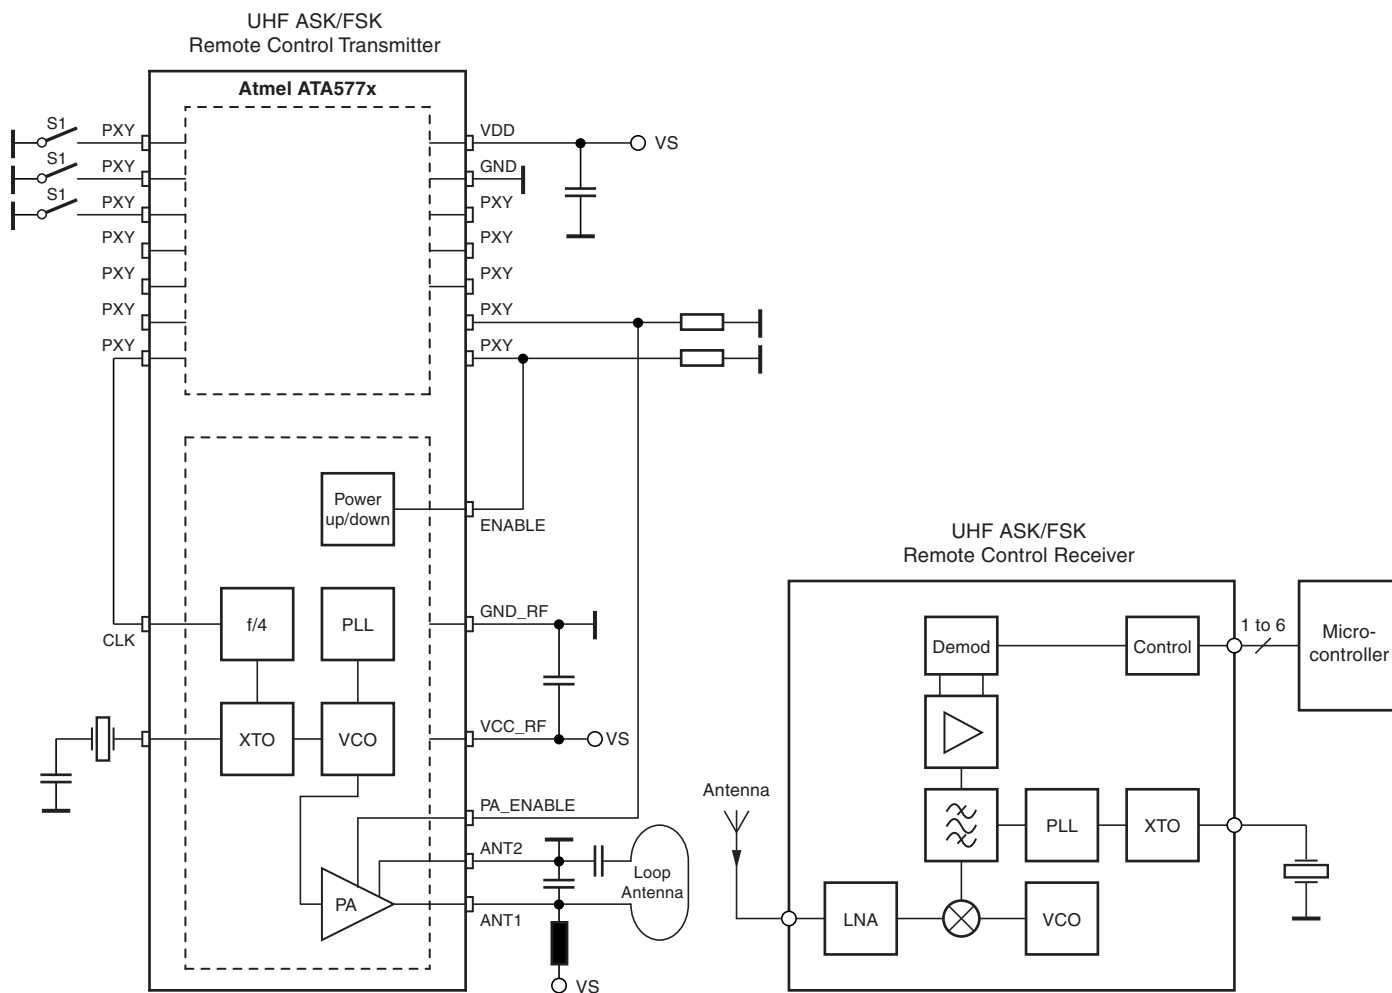 UHF ASK/FSK
Remote Control Transmitter
Atmel ATA577x
S1
PXY
VDD
VS
S1
PXY
GND
S1
PXY
PXY
PXY
PXY
PXY
PXY
PXY
PXY
PXY
PXY
Power
up/down
ENABLE
f/4
PLL
GND_RF
CLK
XTO
VCO
VCC_RF
VS
PA_ENABLE
ANT2
Loop
Antenna
PA
ANT1
VS
UHF ASK/FSK
Remote Control Receiver
Demod
Control
1 to 6
Micro-
controller
Antenna
PLL
XTO
LNA
VCO